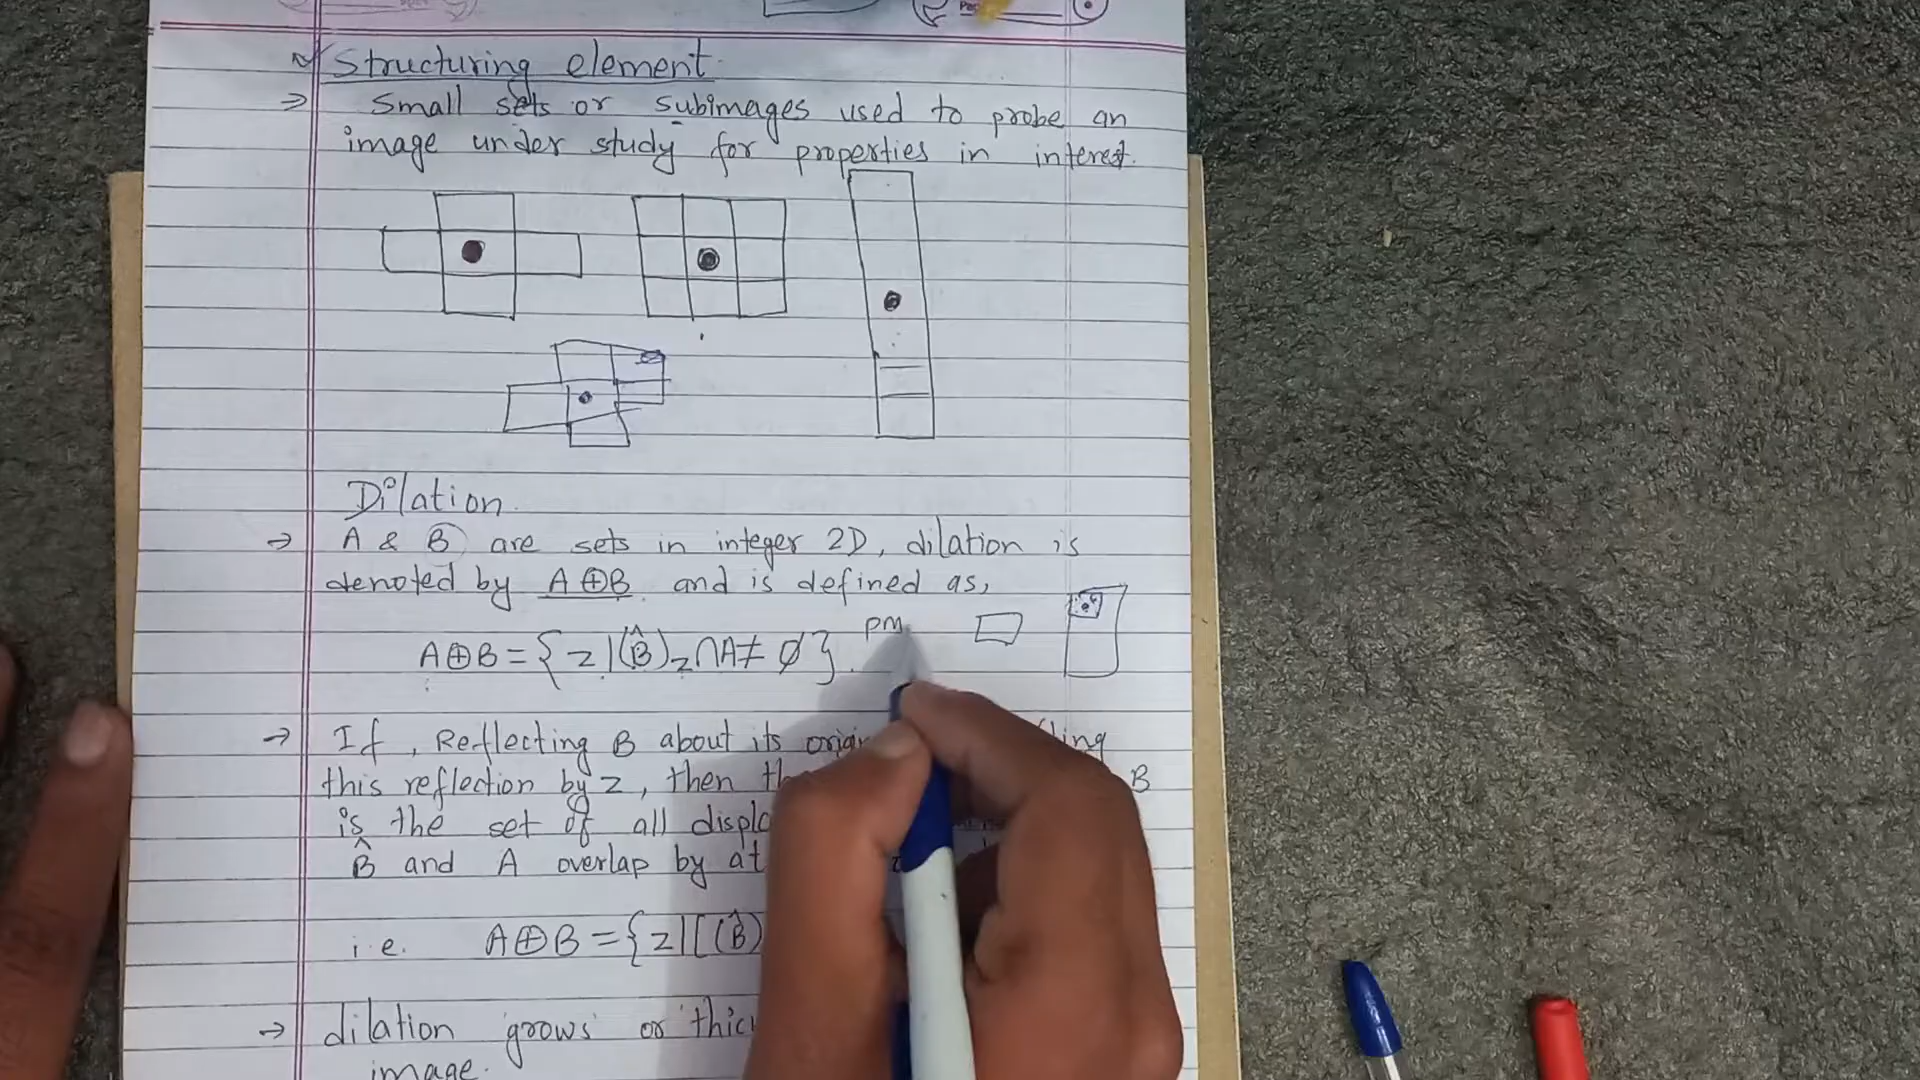 Structuring element
⇒ Small sets or subimages used to probe an
image under study for properties in interest.
Dilation
→ A & B are sets in integer 2D, dilation is
denoted by A⊕B and is defined as,
A⊕B = { z | (B̂)z ∩ A ≠ ∅ }.
pm
→ If, Reflecting B about its
this reflection by z, then B
is the set of all
B̂ and A overlap by at
i.e. A⊕B = { z | [(B̂)
→ dilation grows or
image.